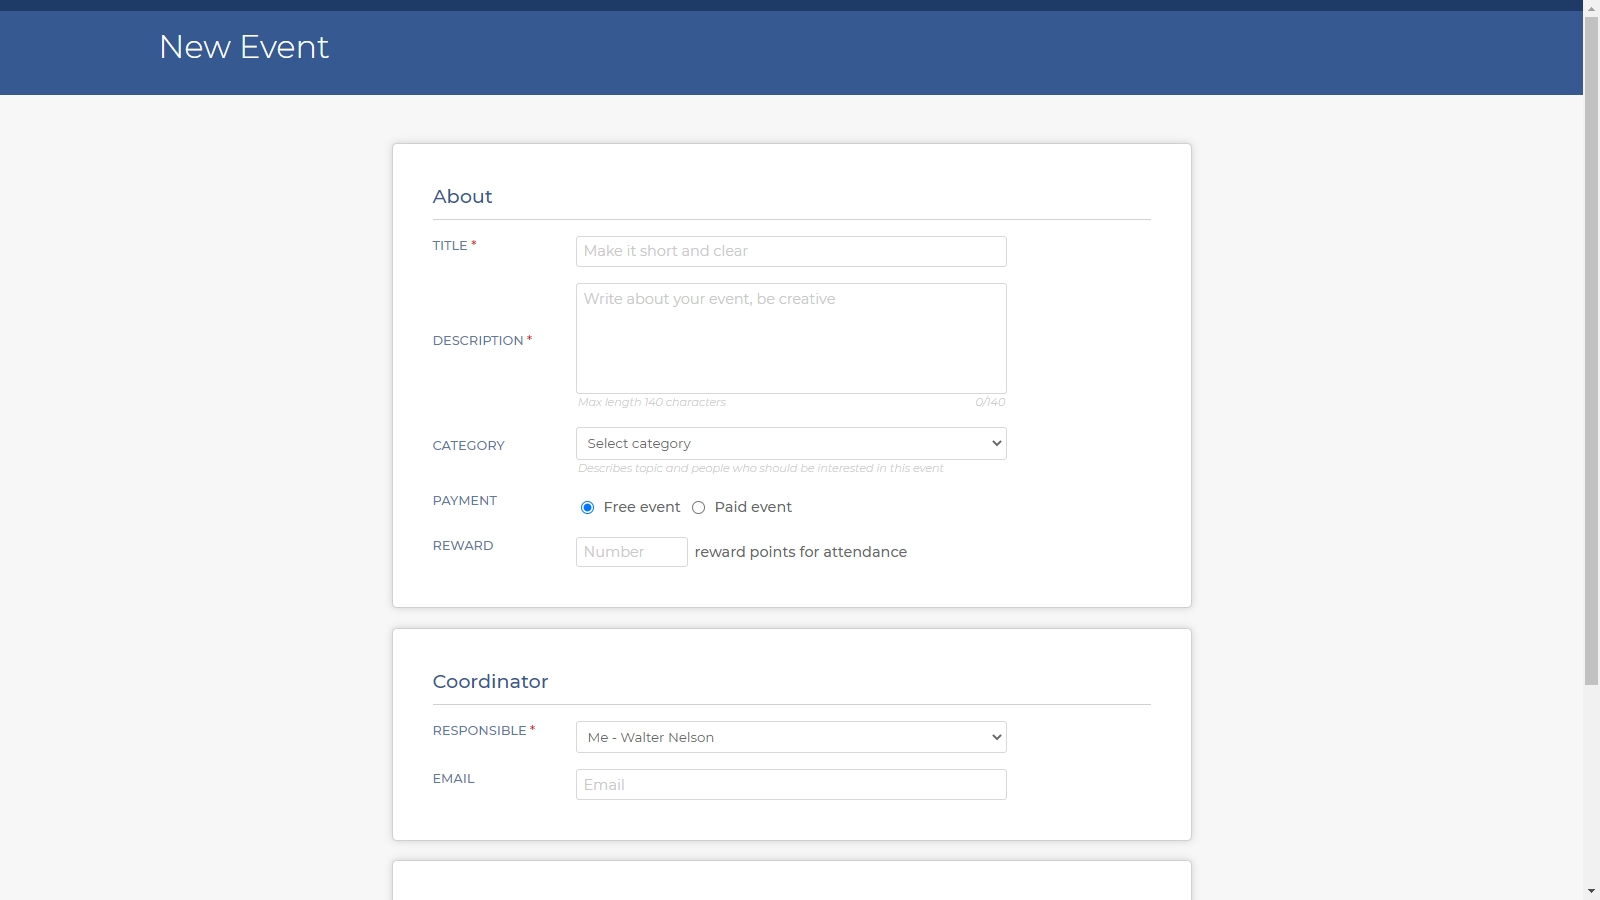 New Event
About
TITLE *
Make it short and clear
DESCRIPTION *
Write about your event, be creative
Max length 140 characters 0/140
CATEGORY
Select category
Describes topic and people who should be interested in this event
PAYMENT
Free event Paid event
REWARD
Number reward points for attendance
Coordinator
RESPONSIBLE *
Me - Walter Nelson
EMAIL
Email